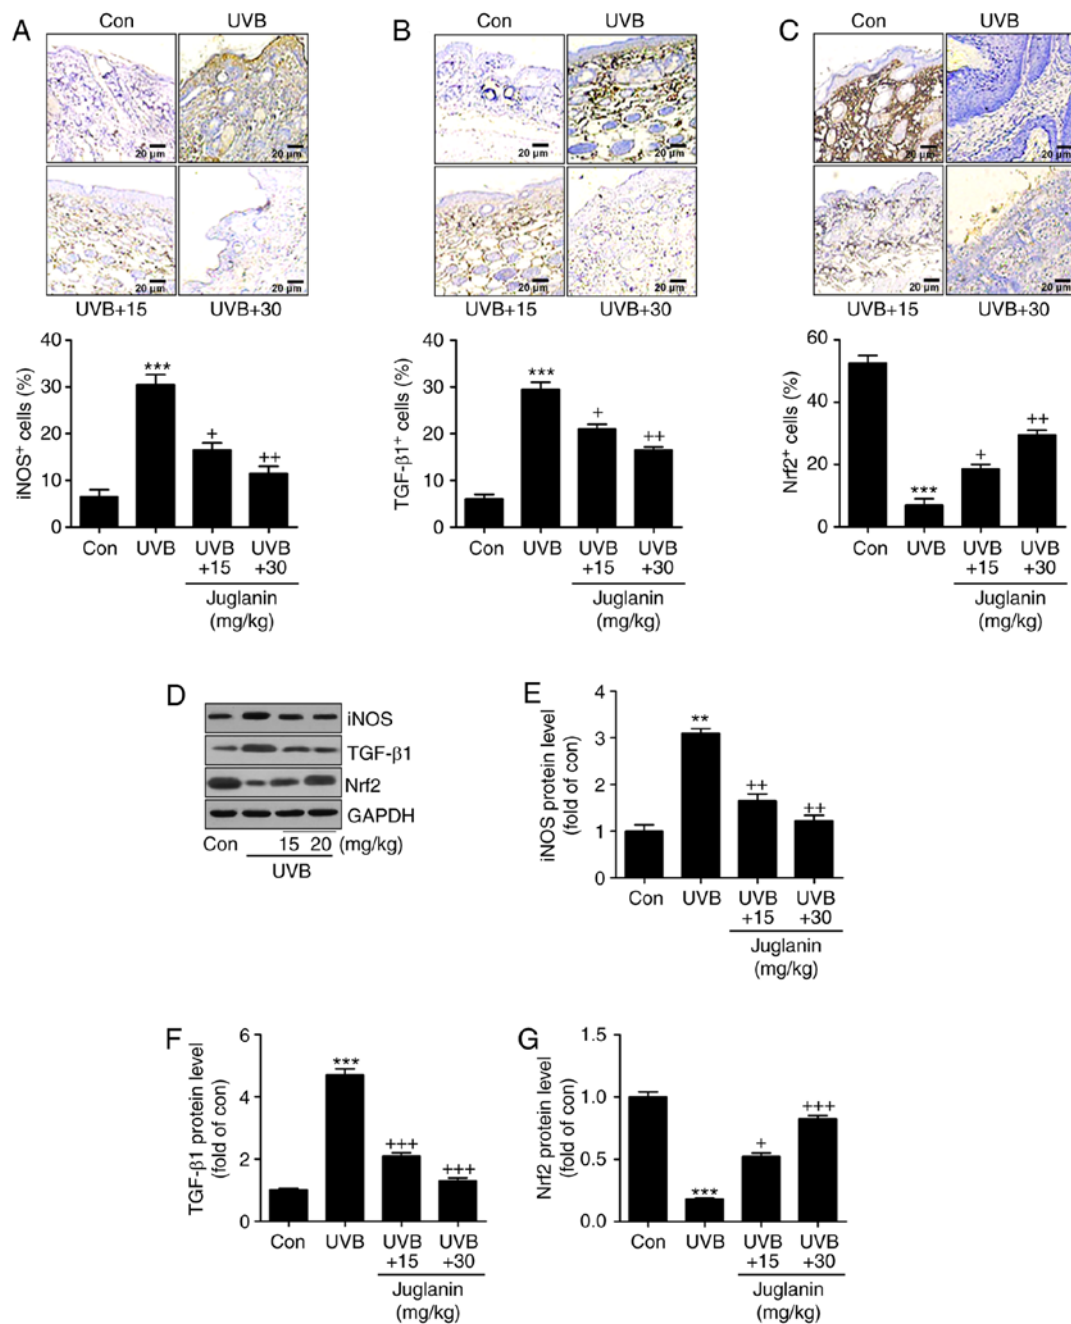 A
Con
UVB
20 µm
20 µm
20 µm
20 µm
UVB+15
UVB+30
iNOS⁺ cells (%)
40
30
20
10
0
***
+
++
Con
UVB
UVB
+15
UVB
+30
Juglanin
(mg/kg)
B
Con
UVB
20 µm
20 µm
20 µm
20 µm
UVB+15
UVB+30
TGF-β1⁺ cells (%)
40
30
20
10
0
***
+
++
Con
UVB
UVB
+15
UVB
+30
Juglanin
(mg/kg)
C
Con
UVB
20 µm
20 µm
20 µm
20 µm
UVB+15
UVB+30
Nrf2⁺ cells (%)
60
40
20
0
***
+
++
Con
UVB
UVB
+15
UVB
+30
Juglanin
(mg/kg)
D
iNOS
TGF-β1
Nrf2
GAPDH
Con
15 20 (mg/kg)
UVB
E
iNOS protein level
(fold of con)
4
3
2
1
0
**
++
++
Con
UVB
UVB
+15
UVB
+30
Juglanin
(mg/kg)
F
TGF-β1 protein level
(fold of con)
6
4
2
0
***
+++
+++
Con
UVB
UVB
+15
UVB
+30
Juglanin
(mg/kg)
G
Nrf2 protein level
(fold of con)
1.5
1.0
0.5
0.0
***
+
+++
Con
UVB
UVB
+15
UVB
+30
Juglanin
(mg/kg)